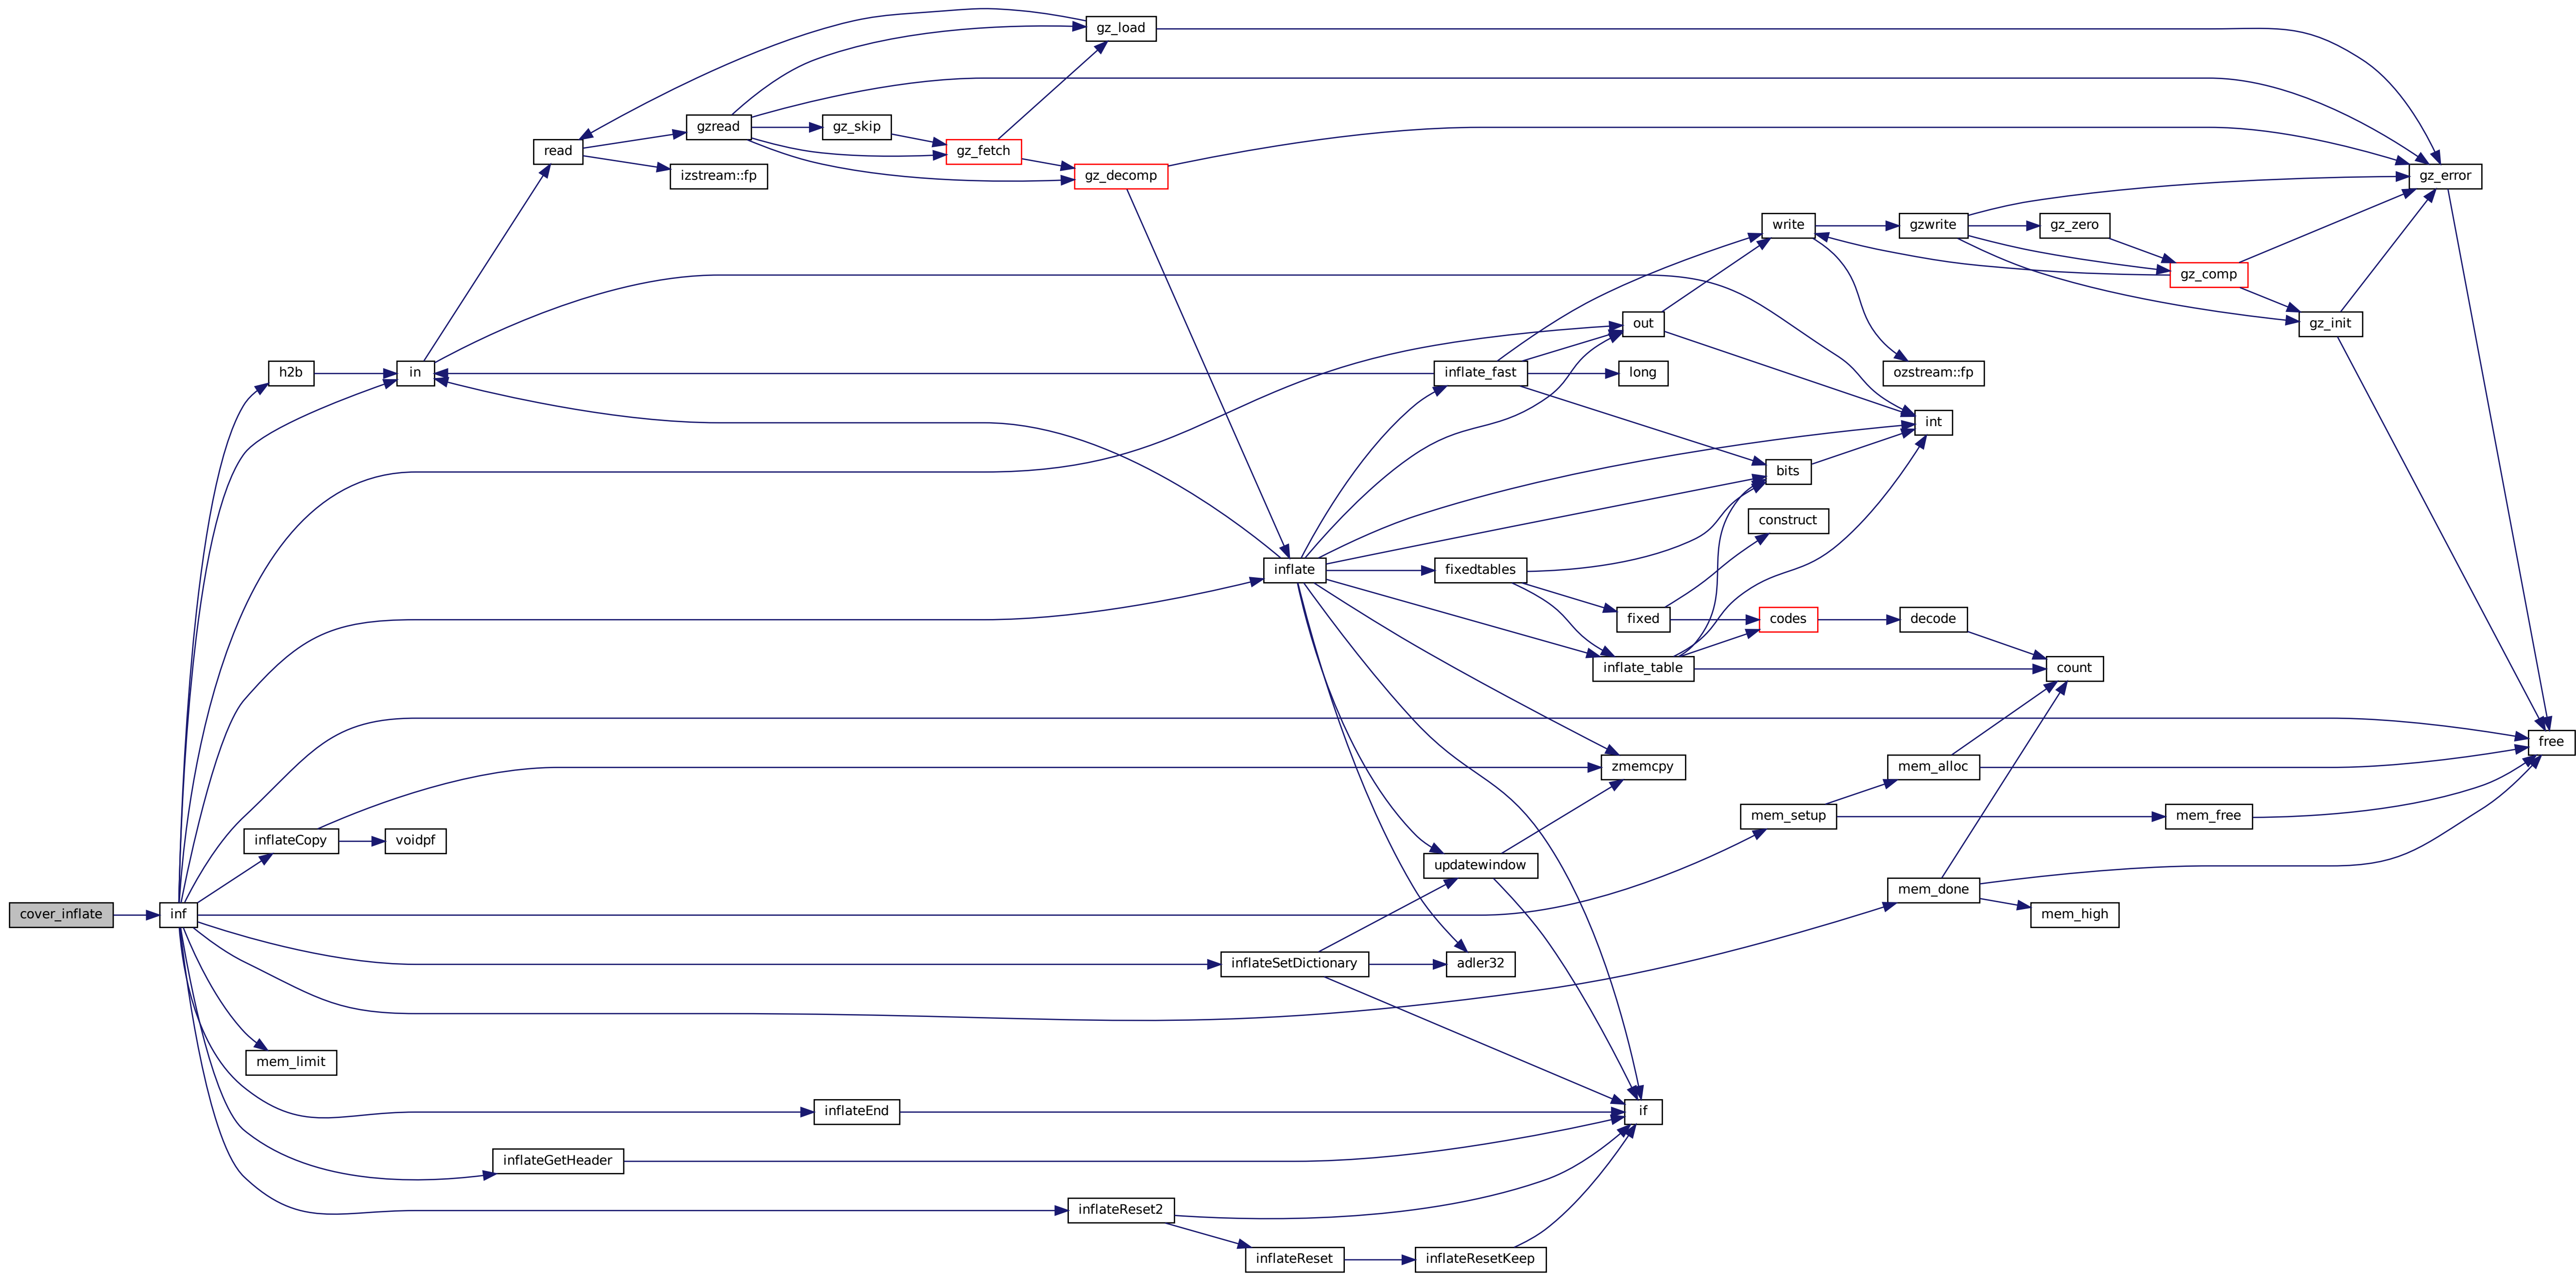 gz_load
gzread
gz_skip
read
gz_fetch
izstream::fp
gz_decomp
gz_error
write
gzwrite
gz_zero
gz_comp
out
gz_init
h2b
in
inflate_fast
long
ozstream::fp
int
bits
construct
inflate
fixedtables
fixed
codes
decode
inflate_table
count
free
zmemcpy
mem_alloc
mem_setup
mem_free
inflateCopy
voidpf
updatewindow
mem_done
cover_inflate
inf
mem_high
inflateSetDictionary
adler32
mem_limit
inflateEnd
if
inflateGetHeader
inflateReset2
inflateReset
inflateResetKeep